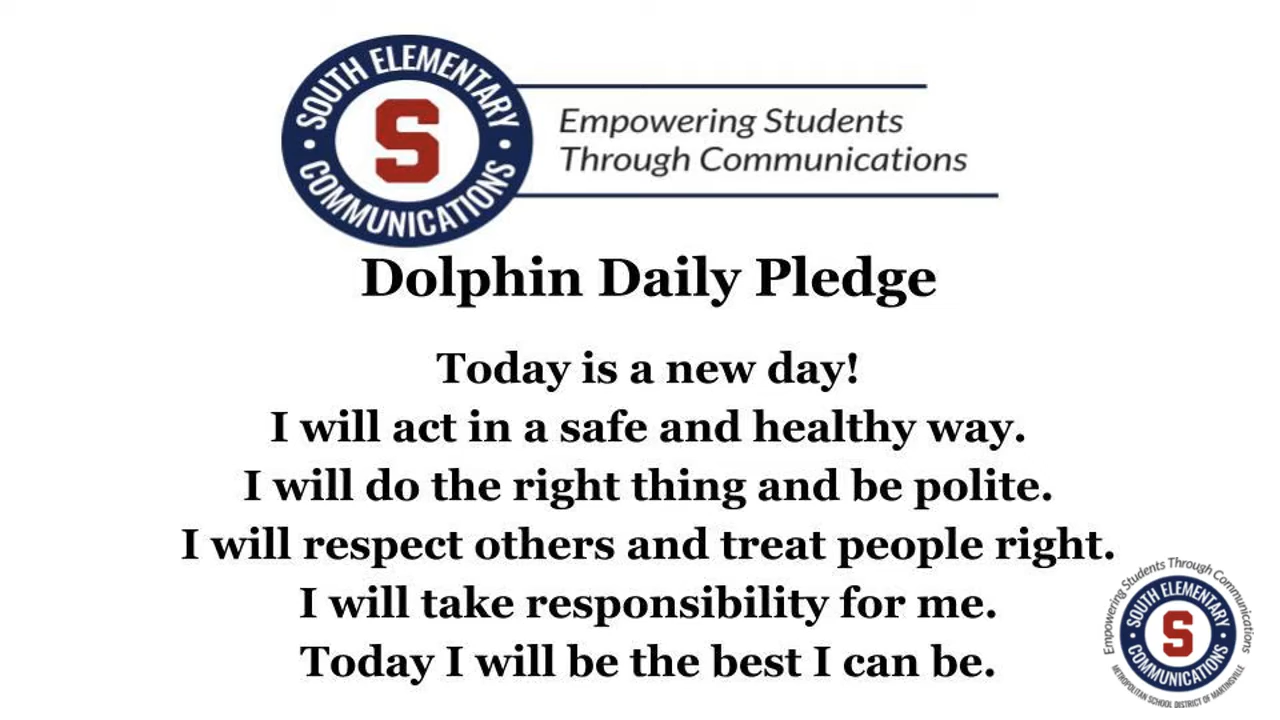 SOUTH ELEMENTARY
S
COMMUNICATIONS
Empowering Students
Through Communications
Dolphin Daily Pledge
Today is a new day!
I will act in a safe and healthy way.
I will do the right thing and be polite.
I will respect others and treat people right.
I will take responsibility for me.
Today I will be the best I can be.
Empowering Students Through Communications
SOUTH ELEMENTARY
S
COMMUNICATIONS
METROPOLITAN SCHOOL DISTRICT OF MARTINSVILLE